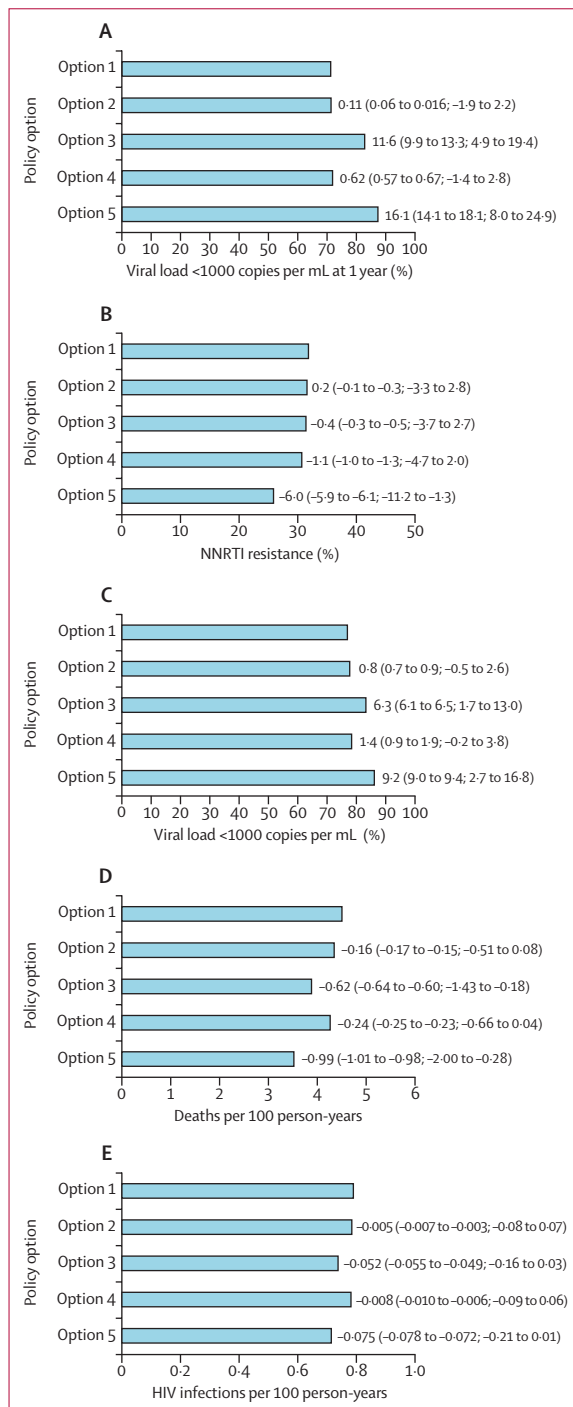 A
Policy option
Option 1
Option 2
0·11 (0·06 to 0·016; –1·9 to 2·2)
Option 3
11·6 (9·9 to 13·3; 4·9 to 19·4)
Option 4
0·62 (0·57 to 0·67; –1·4 to 2·8)
Option 5
16·1 (14·1 to 18·1; 8·0 to 24·9)
0 10 20 30 40 50 60 70 80 90 100
Viral load <1000 copies per mL at 1 year (%)
B
Policy option
Option 1
Option 2
0·2 (–0·1 to –0·3; –3·3 to 2·8)
Option 3
–0·4 (–0·3 to –0·5; –3·7 to 2·7)
Option 4
–1·1 (–1·0 to –1·3; –4·7 to 2·0)
Option 5
–6·0 (–5·9 to –6·1; –11·2 to –1·3)
0 10 20 30 40 50
NNRTI resistance (%)
C
Policy option
Option 1
Option 2
0·8 (0·7 to 0·9; –0·5 to 2·6)
Option 3
6·3 (6·1 to 6·5; 1·7 to 13·0)
Option 4
1·4 (0·9 to 1·9; –0·2 to 3·8)
Option 5
9·2 (9·0 to 9·4; 2·7 to 16·8)
0 10 20 30 40 50 60 70 80 90 100
Viral load <1000 copies per mL (%)
D
Policy option
Option 1
Option 2
–0·16 (–0·17 to –0·15; –0·51 to 0·08)
Option 3
–0·62 (–0·64 to –0·60; –1·43 to –0·18)
Option 4
–0·24 (–0·25 to –0·23; –0·66 to 0·04)
Option 5
–0·99 (–1·01 to –0·98; –2·00 to –0·28)
0 1 2 3 4 5 6
Deaths per 100 person-years
E
Policy option
Option 1
Option 2
–0·005 (–0·007 to –0·003; –0·08 to 0·07)
Option 3
–0·052 (–0·055 to –0·049; –0·16 to 0·03)
Option 4
–0·008 (–0·010 to –0·006; –0·09 to 0·06)
Option 5
–0·075 (–0·078 to –0·072; –0·21 to 0·01)
0 0·2 0·4 0·6 0·8 1·0
HIV infections per 100 person-years